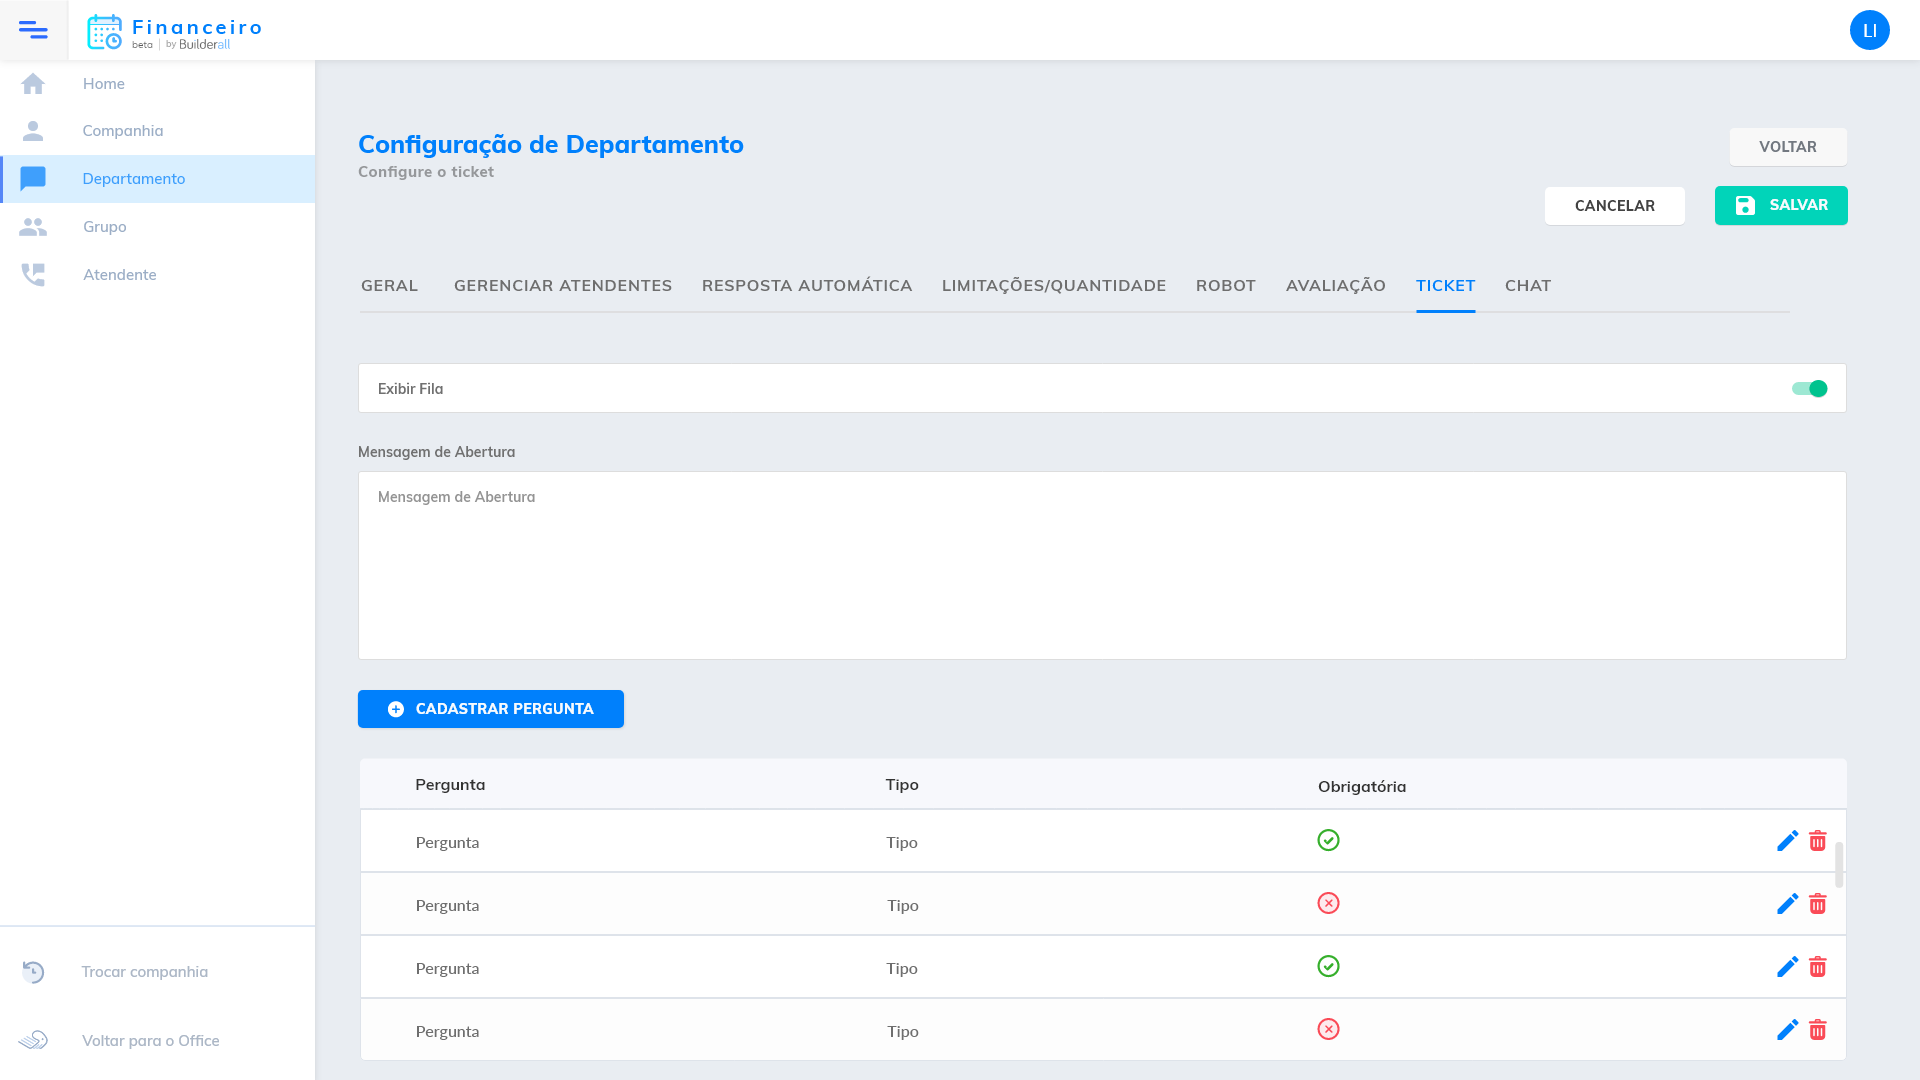 Financeiro
beta | by Builderall
LI
Home
Companhia
Departamento
Grupo
Atendente
Trocar companhia
Voltar para o Office
Configuração de Departamento
Configure o ticket
VOLTAR
CANCELAR
SALVAR
GERAL GERENCIAR ATENDENTES RESPOSTA AUTOMÁTICA LIMITAÇÕES/QUANTIDADE ROBOT AVALIAÇÃO TICKET CHAT
Exibir Fila
Mensagem de Abertura
Mensagem de Abertura
CADASTRAR PERGUNTA
Pergunta Tipo Obrigatória
Pergunta Tipo
Pergunta Tipo
Pergunta Tipo
Pergunta Tipo